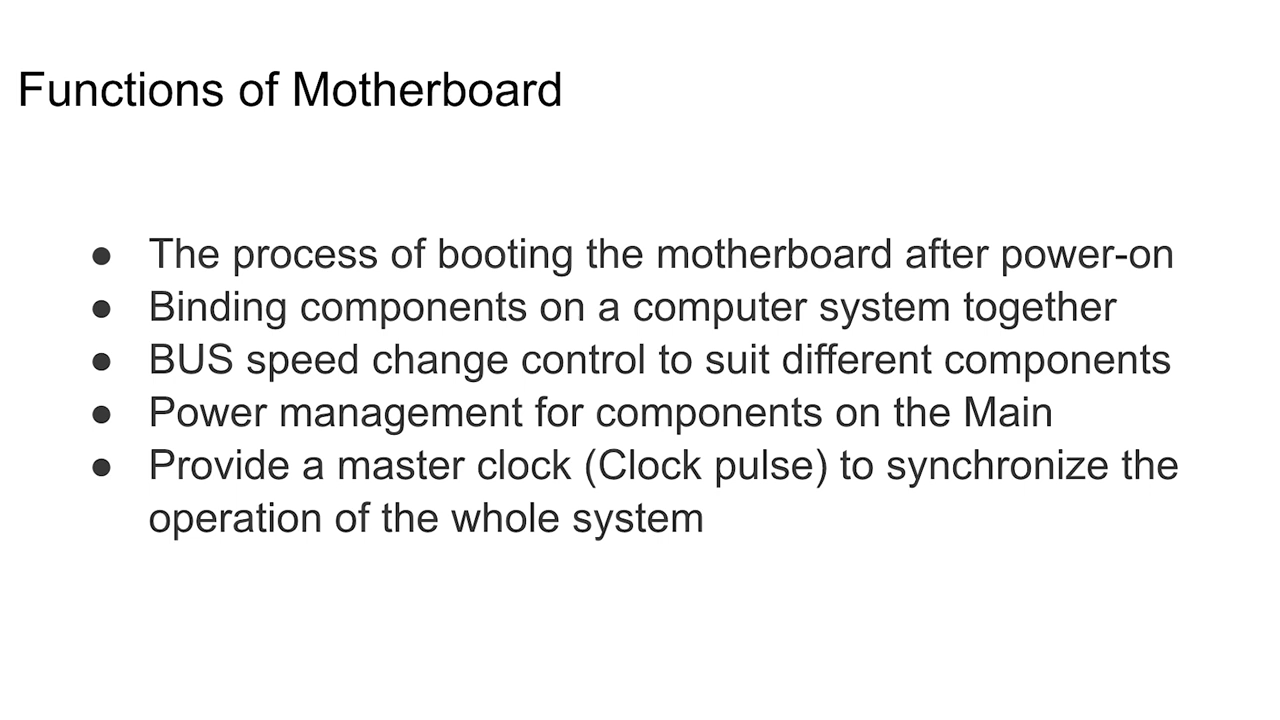 Functions of Motherboard
● The process of booting the motherboard after power-on
● Binding components on a computer system together
● BUS speed change control to suit different components
● Power management for components on the Main
● Provide a master clock (Clock pulse) to synchronize the
operation of the whole system